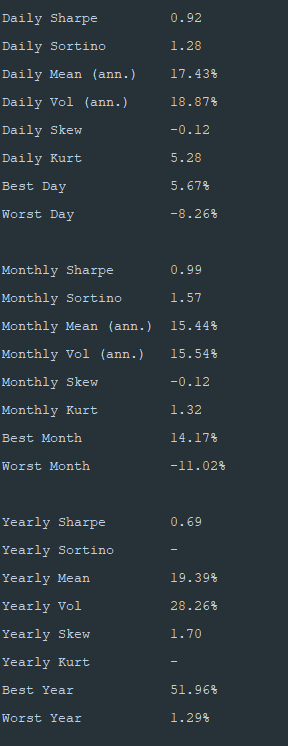 Daily Sharpe 0.92
Daily Sortino 1.28
Daily Mean (ann.) 17.43%
Daily Vol (ann.) 18.87%
Daily Skew -0.12
Daily Kurt 5.28
Best Day 5.67%
Worst Day -8.26%
Monthly Sharpe 0.99
Monthly Sortino 1.57
Monthly Mean (ann.) 15.44%
Monthly Vol (ann.) 15.54%
Monthly Skew -0.12
Monthly Kurt 1.32
Best Month 14.17%
Worst Month -11.02%
Yearly Sharpe 0.69
Yearly Sortino -
Yearly Mean 19.39%
Yearly Vol 28.26%
Yearly Skew 1.70
Yearly Kurt -
Best Year 51.96%
Worst Year 1.29%